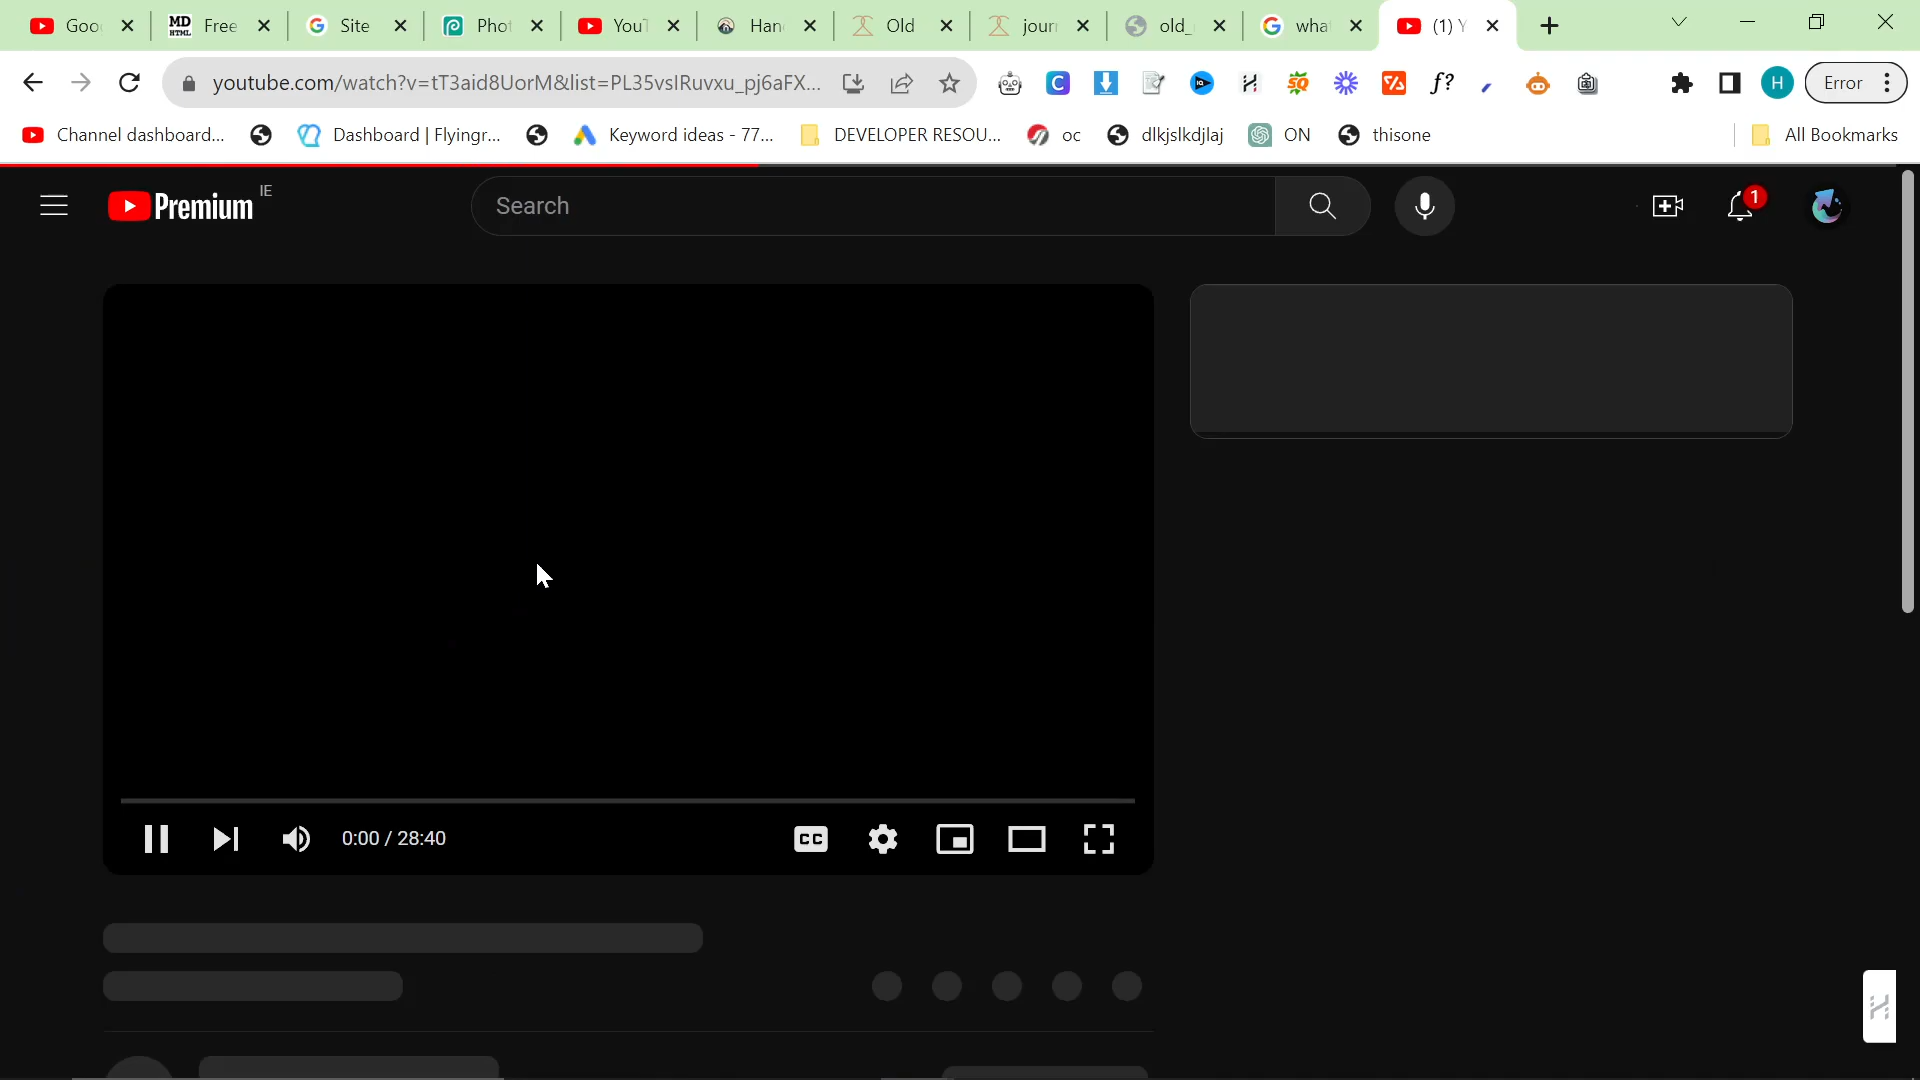 Goo Free Site Phot YouT Han Old jour old_ wha (1) Y
youtube.com/watch?v=tT3aid8UorM&list=PL35vslRuvxu_pj6aFX... Error
Channel dashboard... Dashboard | Flyingr... Keyword ideas - 77... DEVELOPER RESOU... oc dlkjslkdjlaj ON thisone All Bookmarks
Premium IE Search 1
0:00 / 28:40 CC